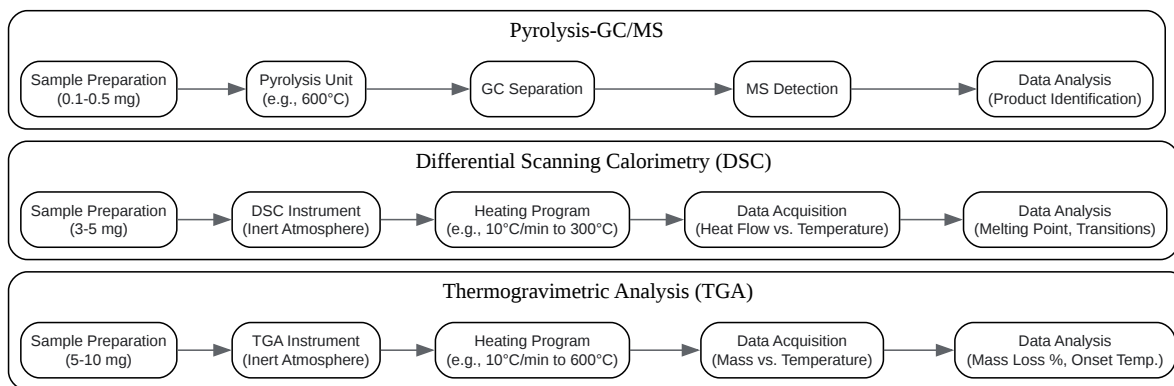 Pyrolysis-GC/MS
Sample Preparation
(0.1-0.5 mg)
Pyrolysis Unit
(e.g., 600°C)
GC Separation
MS Detection
Data Analysis
(Product Identification)
Differential Scanning Calorimetry (DSC)
Sample Preparation
(3-5 mg)
DSC Instrument
(Inert Atmosphere)
Heating Program
(e.g., 10°C/min to 300°C)
Data Acquisition
(Heat Flow vs. Temperature)
Data Analysis
(Melting Point, Transitions)
Thermogravimetric Analysis (TGA)
Sample Preparation
(5-10 mg)
TGA Instrument
(Inert Atmosphere)
Heating Program
(e.g., 10°C/min to 600°C)
Data Acquisition
(Mass vs. Temperature)
Data Analysis
(Mass Loss %, Onset Temp.)